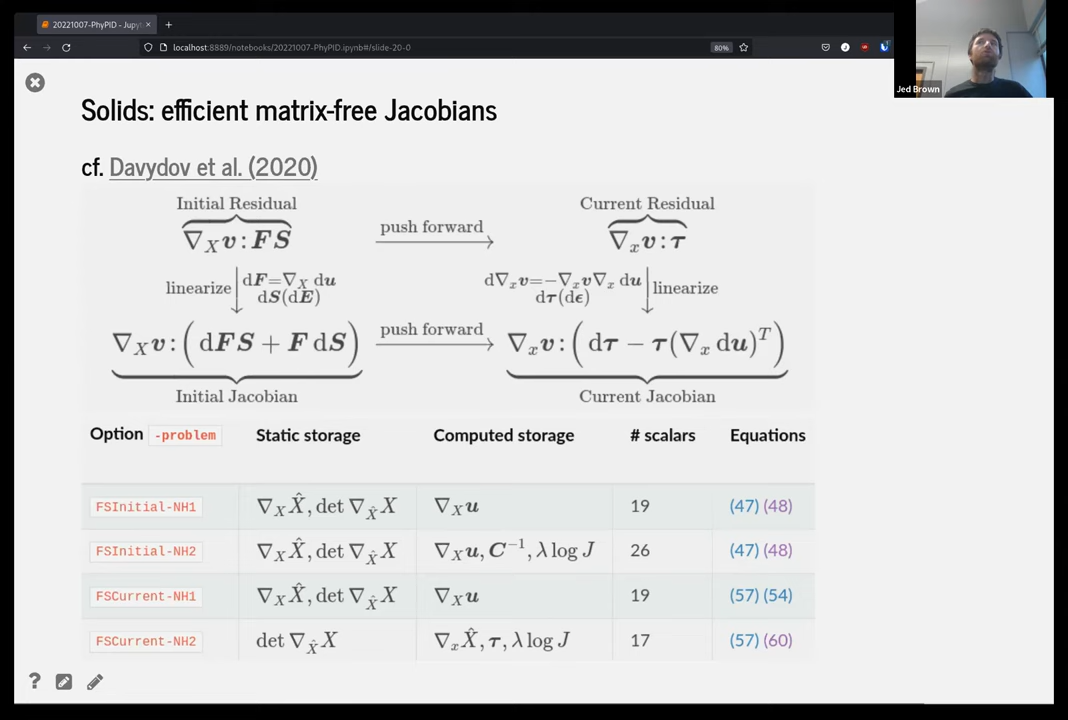 20221007-PhyPID - Jupyt
localhost:8889/notebooks/20221007-PhyPID.ipynb#/slide-20-0
80%
Jed Brown
Solids: efficient matrix-free Jacobians
cf. Davydov et al. (2020)
Initial Residual
∇_X v : F S
push forward
Current Residual
∇_x v : τ
linearize
dF = ∇_X du
dS(dE)
d∇_x v = −∇_x v ∇_x du
dτ(dϵ)
linearize
∇_X v : (dF S + F dS)
push forward
∇_x v : (dτ − τ(∇_x du)^T)
Initial Jacobian
Current Jacobian
Option -problem Static storage Computed storage # scalars Equations
FSInitial-NH1 ∇_X X̂, det ∇_X̂ X ∇_X u 19 (47) (48)
FSInitial-NH2 ∇_X X̂, det ∇_X̂ X ∇_X u, C^−1, λ log J 26 (47) (48)
FSCurrent-NH1 ∇_X X̂, det ∇_X̂ X ∇_X u 19 (57) (54)
FSCurrent-NH2 det ∇_X̂ X ∇_x X̂, τ, λ log J 17 (57) (60)
?